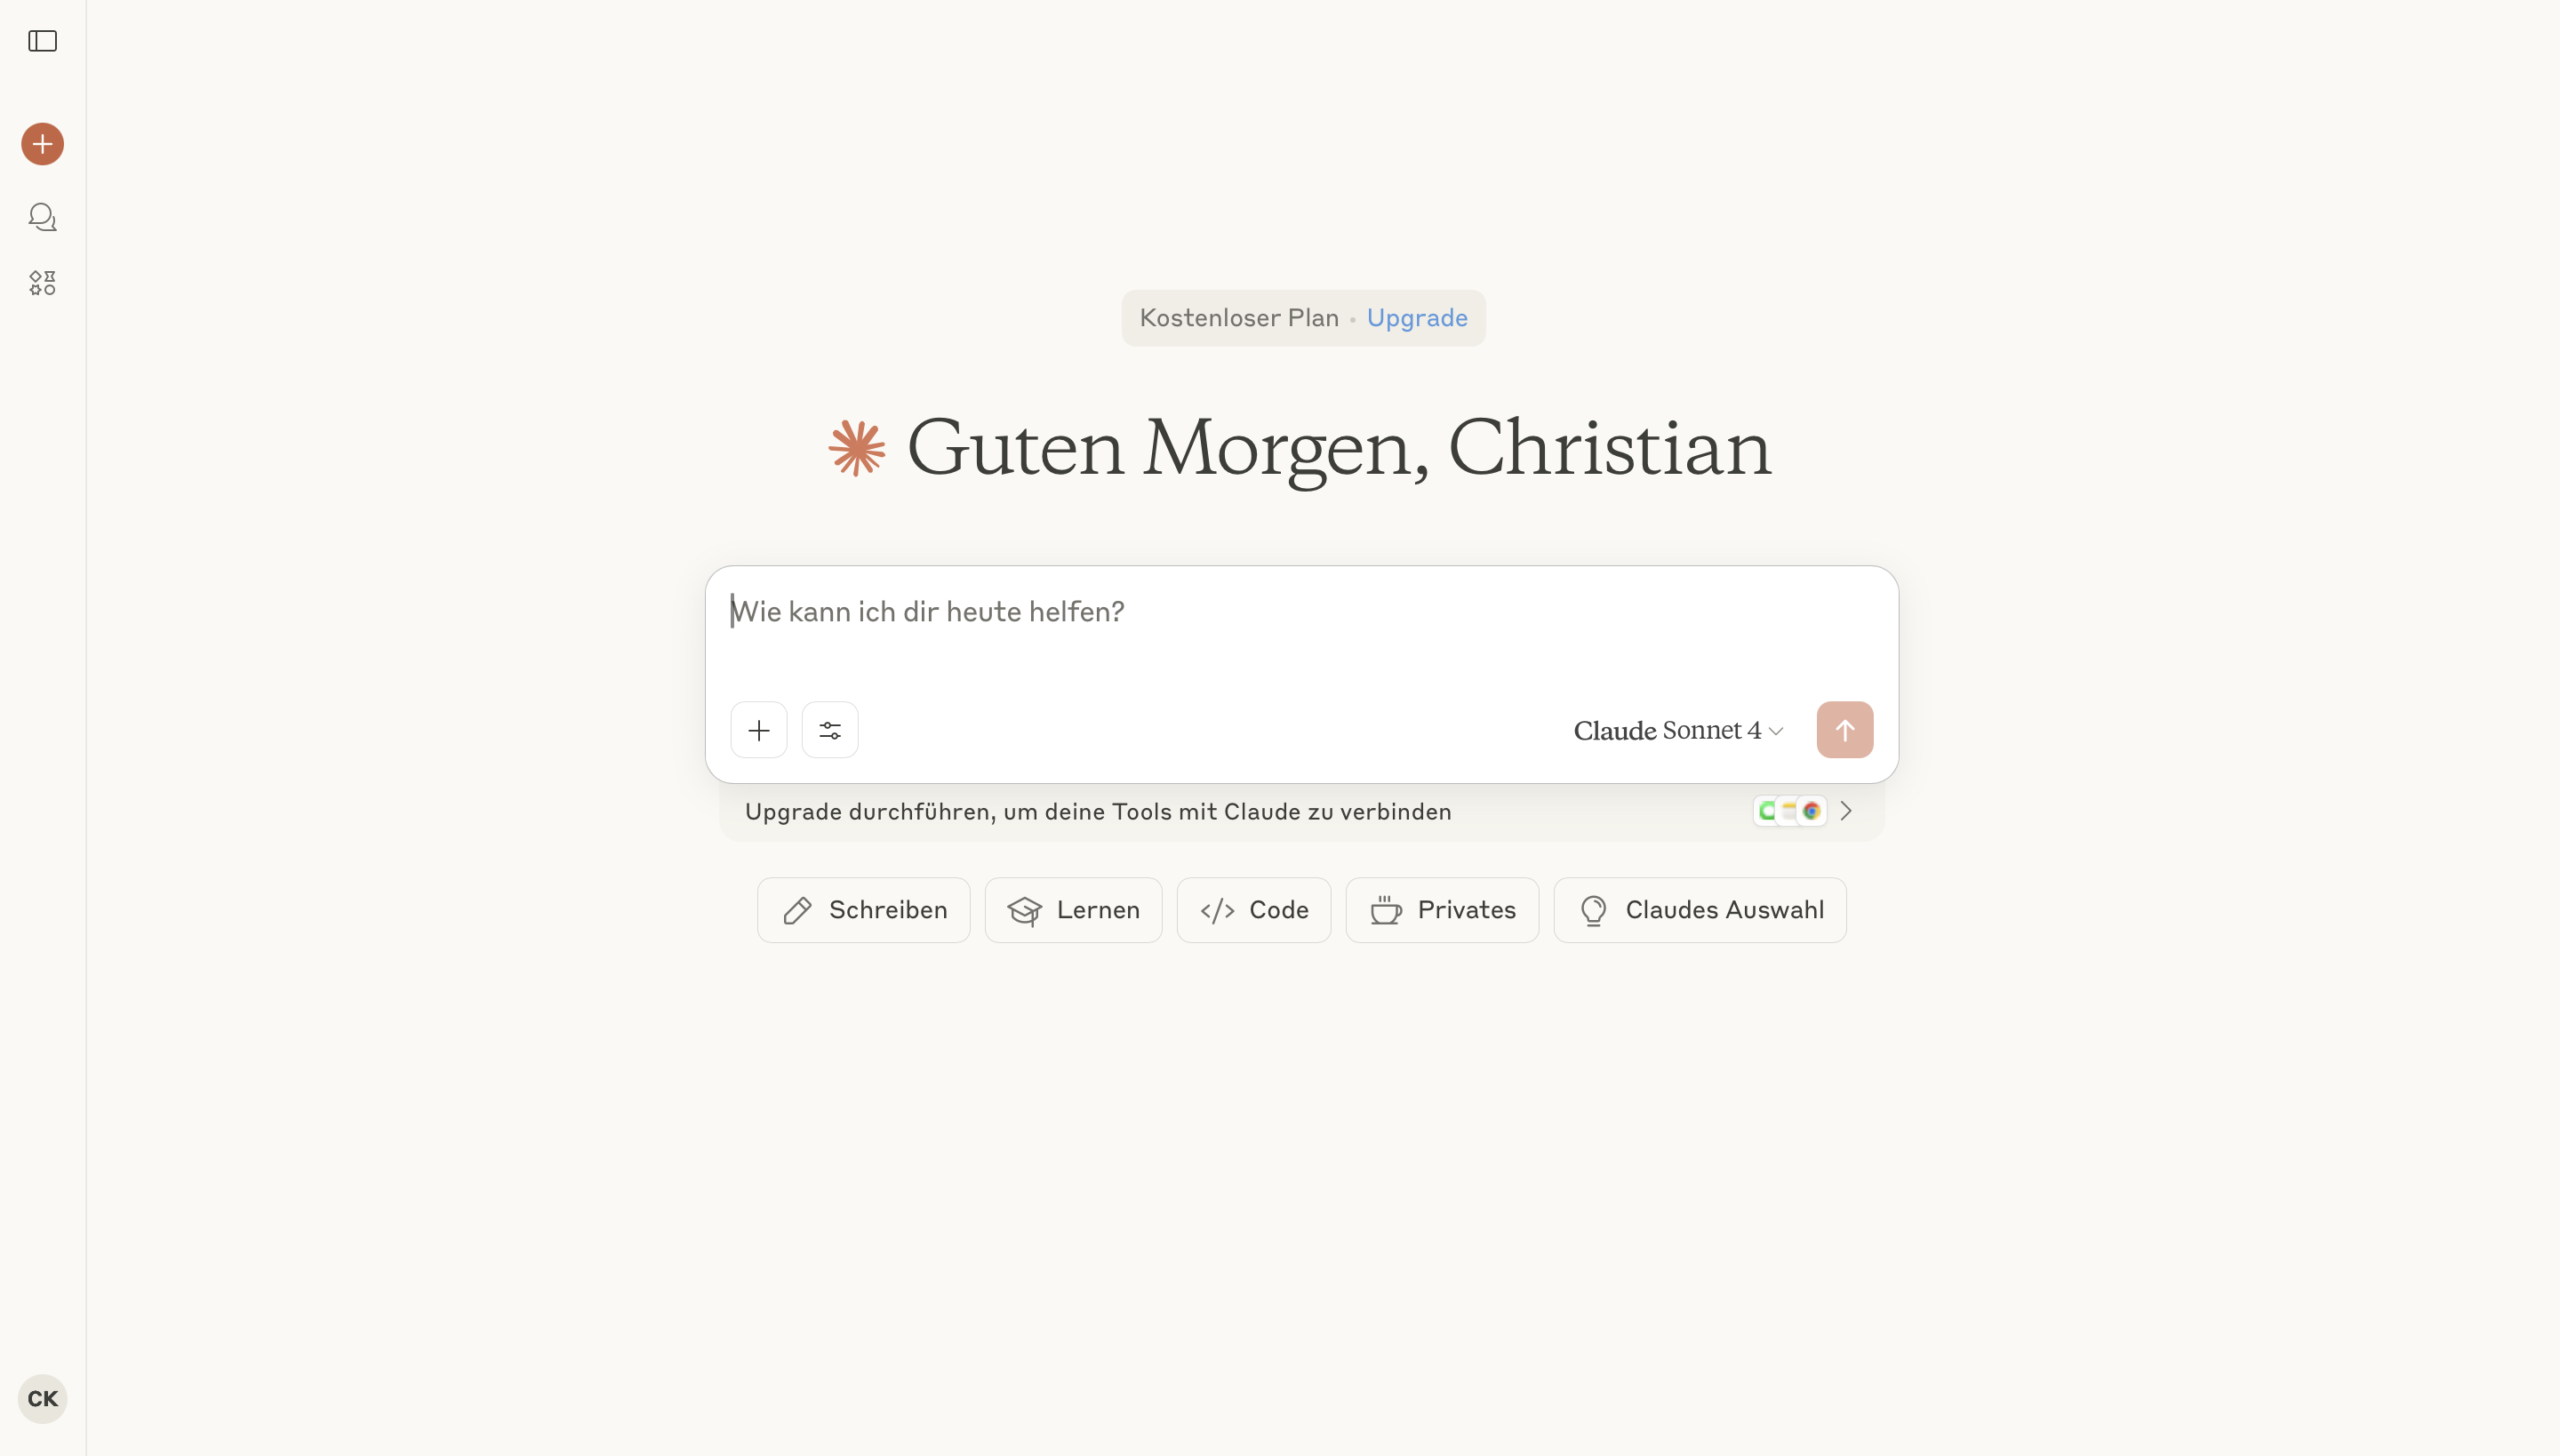 Kostenloser Plan • Upgrade
Guten Morgen, Christian
Wie kann ich dir heute helfen?
Claude Sonnet 4
Upgrade durchführen, um deine Tools mit Claude zu verbinden
Schreiben
Lernen
Code
Privates
Claudes Auswahl
CK